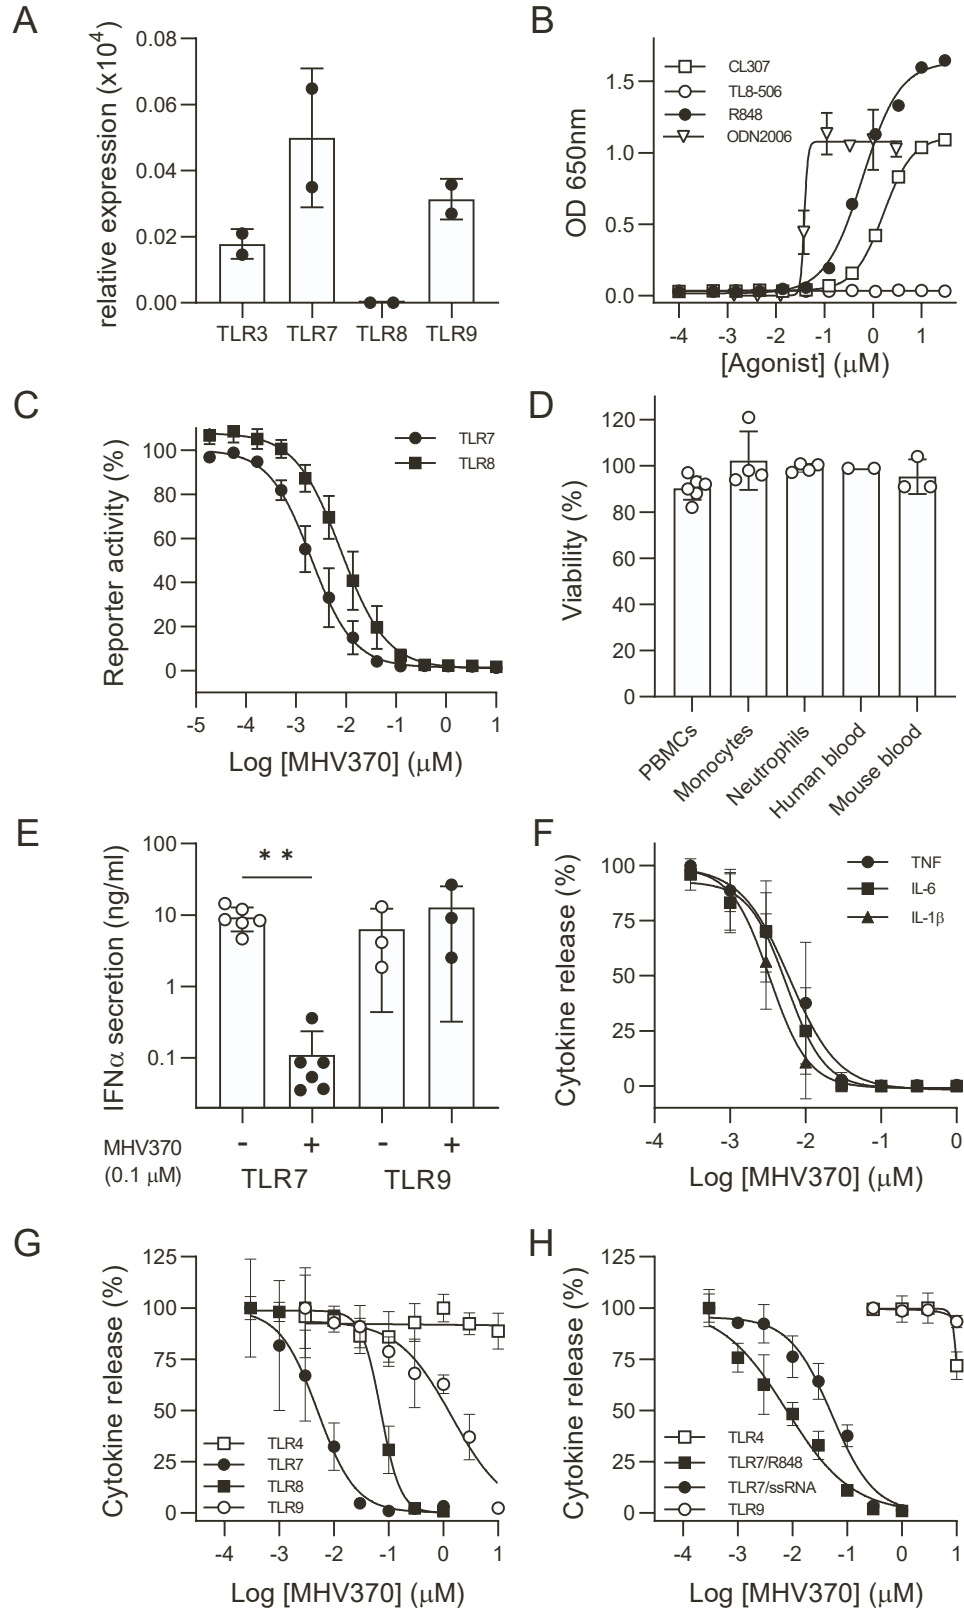 A
relative expression (x10⁴)
0.08
0.06
0.04
0.02
0.00
TLR3 TLR7 TLR8 TLR9
B
OD 650nm
1.5
1.0
0.5
0.0
CL307
TL8-506
R848
ODN2006
-4 -3 -2 -1 0 1
[Agonist] (μM)
C
Reporter activity (%)
100
80
60
40
20
0
TLR7
TLR8
-5 -4 -3 -2 -1 0 1
Log [MHV370] (μM)
D
Viability (%)
120
100
80
60
40
20
0
PBMCs
Monocytes
Neutrophils
Human blood
Mouse blood
E
IFNα secretion (ng/ml)
100
10
1
0.1
* *
MHV370
(0.1 μM)
- + - +
TLR7 TLR9
F
Cytokine release (%)
100
75
50
25
0
TNF
IL-6
IL-1β
-4 -3 -2 -1 0
Log [MHV370] (μM)
G
Cytokine release (%)
125
100
75
50
25
0
TLR4
TLR7
TLR8
TLR9
-4 -3 -2 -1 0 1
Log [MHV370] (μM)
H
Cytokine release (%)
125
100
75
50
25
0
TLR4
TLR7/R848
TLR7/ssRNA
TLR9
-4 -3 -2 -1 0 1
Log [MHV370] (μM)